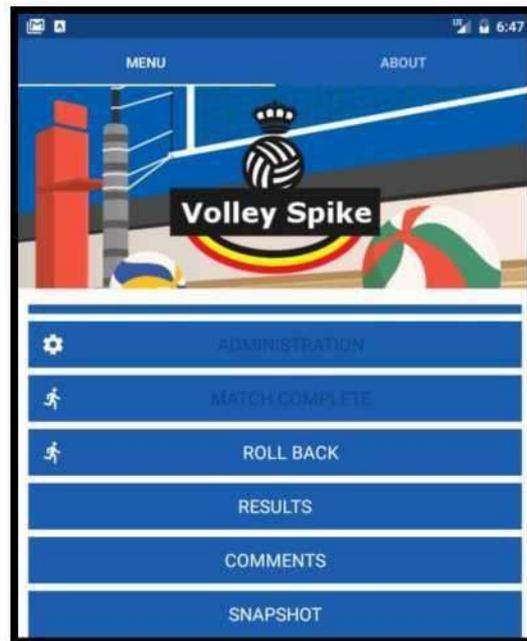 6:47
MENU
ABOUT
Volley Spike
ADMINISTRATION
MATCH COMPLETE
ROLL BACK
RESULTS
COMMENTS
SNAPSHOT